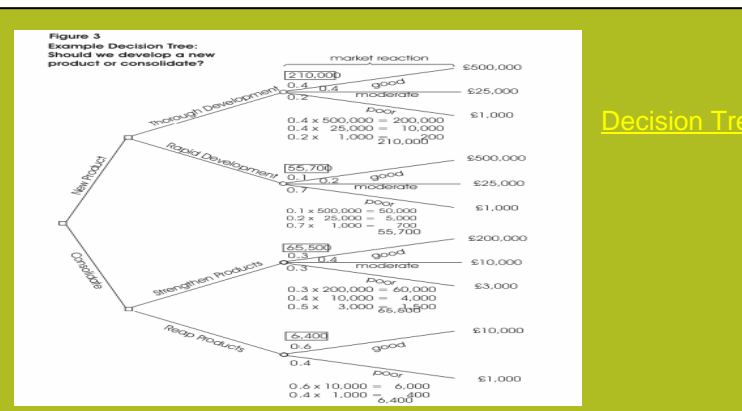 Figure 3
Example Decision Tree:
Should we develop a new
product or consolidate?
market reaction
210,000
0.4
0.4
0.2
good
moderate
poor
£500,000
£25,000
£1,000
Thorough Development
0.4 x 500,000 = 200,000
0.4 x 25,000 = 10,000
0.2 x 1,000 = 200
210,000
Decision Tre
Rapid Development
55,700
0.1
0.2
0.7
good
moderate
poor
£500,000
£25,000
£1,000
New Product
0.1 x 500,000 = 50,000
0.2 x 25,000 = 5,000
0.7 x 1,000 = 700
55,700
Consolidate
Strengthen Products
65,500
0.3
0.4
0.3
good
moderate
poor
£200,000
£10,000
£3,000
0.3 x 200,000 = 60,000
0.4 x 10,000 = 4,000
0.5 x 3,000 = 1,500
65,500
Reap Products
6,400
0.6
0.4
good
poor
£10,000
£1,000
0.6 x 10,000 = 6,000
0.4 x 1,000 = 400
6,400